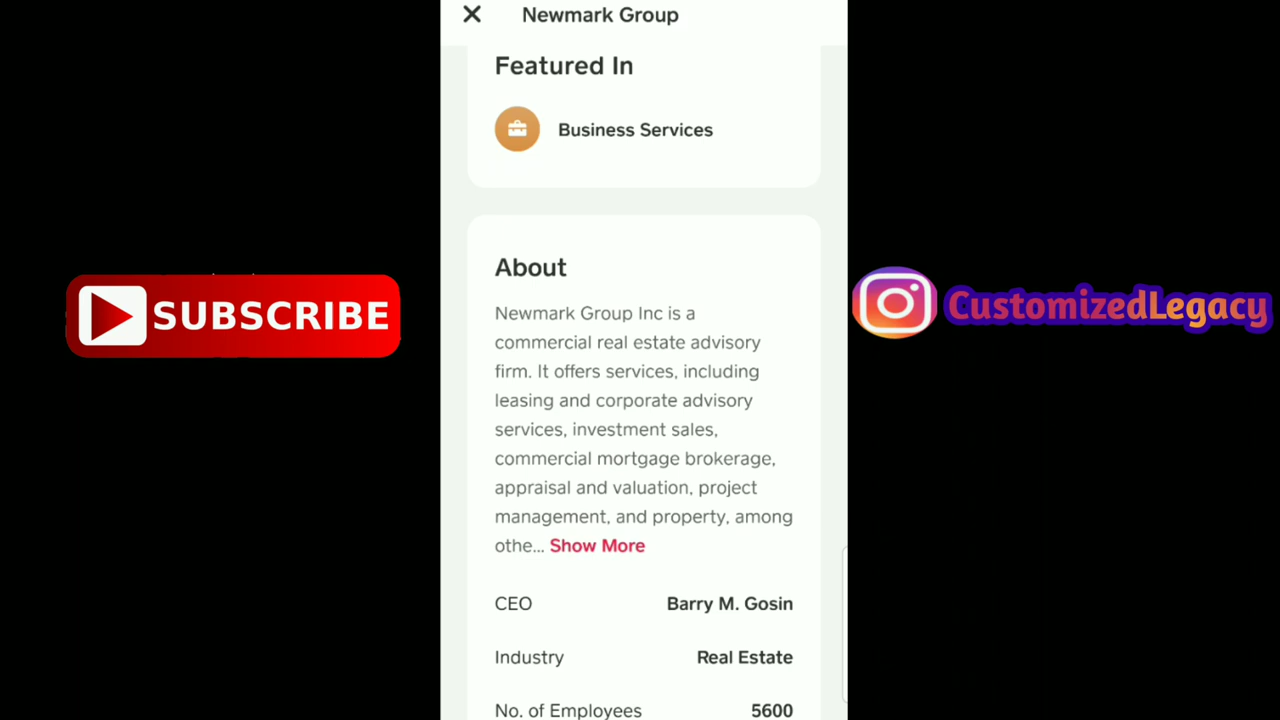 Newmark Group
Featured In
Business Services
About
Newmark Group Inc is a
commercial real estate advisory
firm. It offers services, including
leasing and corporate advisory
services, investment sales,
commercial mortgage brokerage,
appraisal and valuation, project
management, and property, among
othe... Show More
CEO Barry M. Gosin
Industry Real Estate
No. of Employees 5600
SUBSCRIBE
CustomizedLegacy